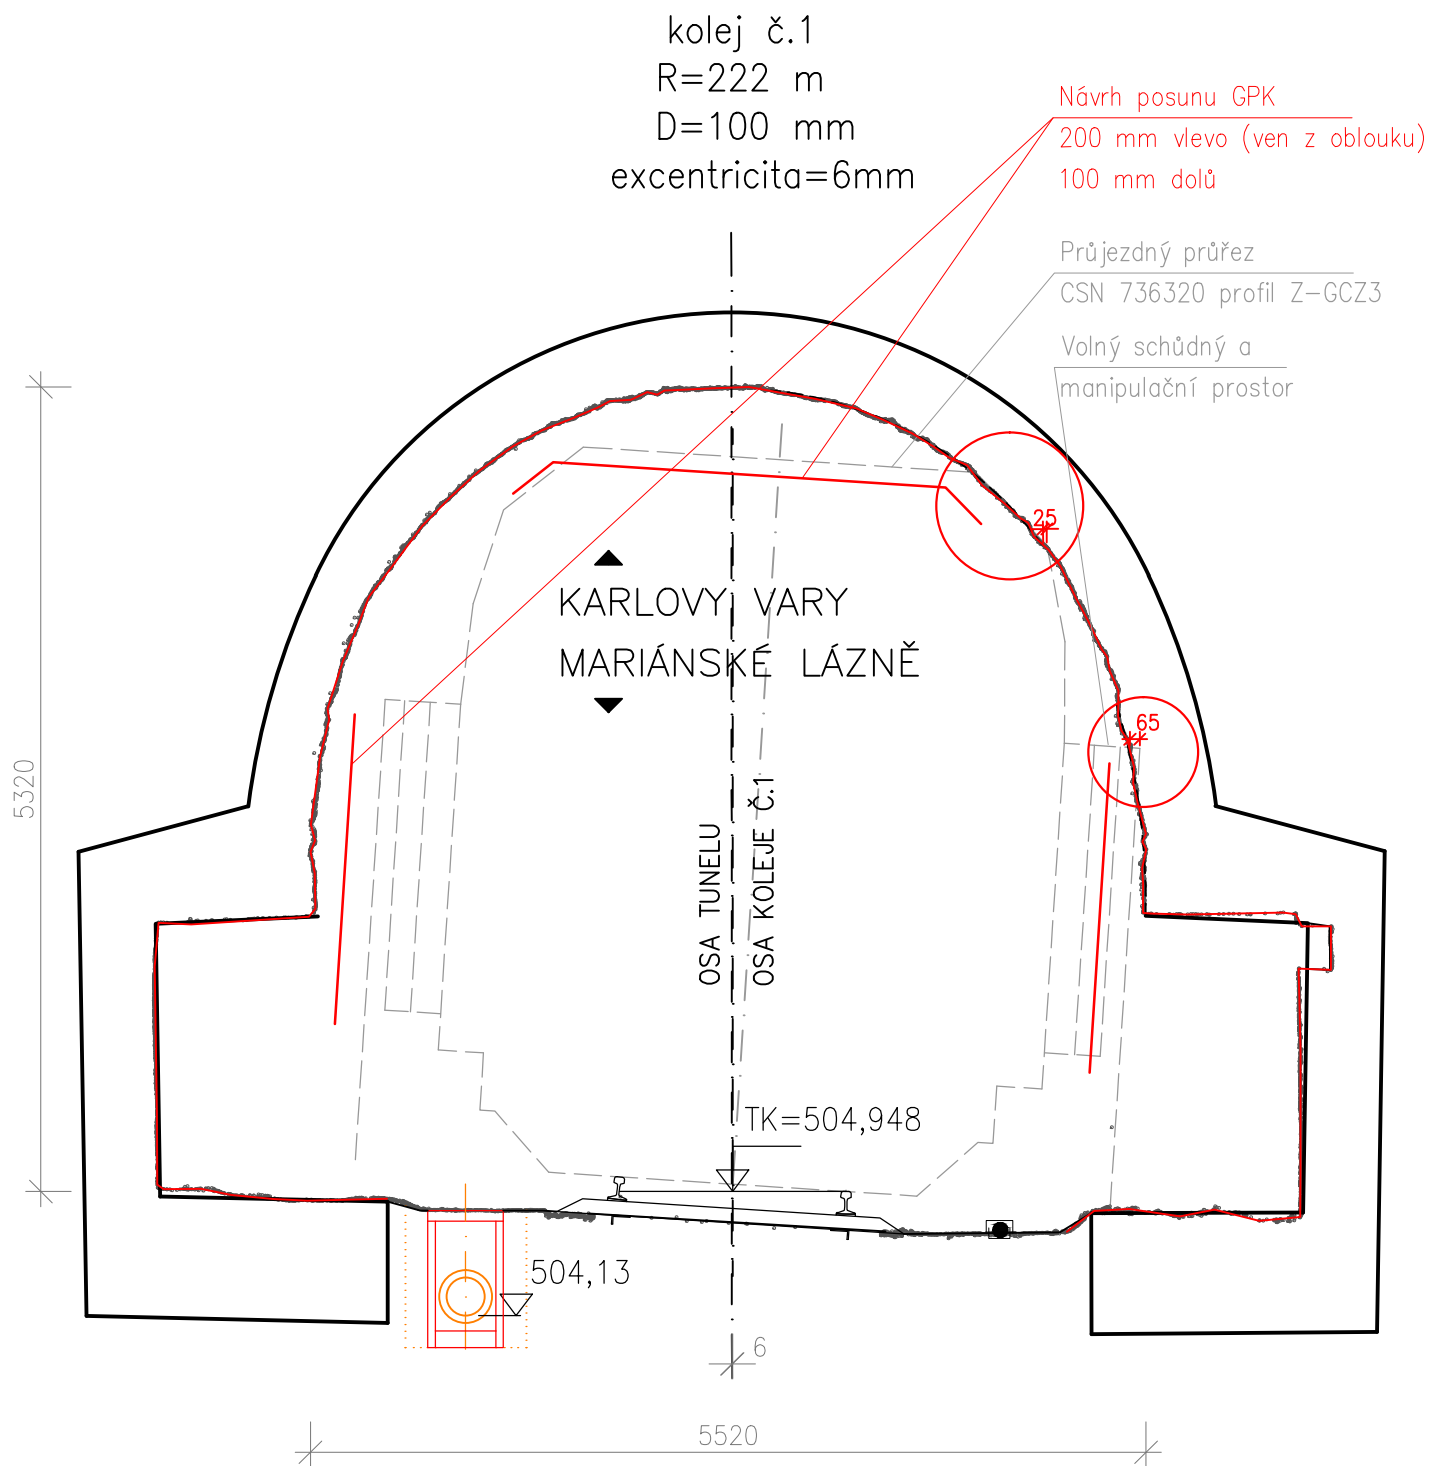 kolej č.1
R=222 m
D=100 mm
excentricita=6mm
Návrh posunu GPK
200 mm vlevo (ven z oblouku)
100 mm dolů
Průjezdný průřez
CSN 736320 profil Z-GCZ3
Volný schůdný a
manipulační prostor
25
KARLOVY VARY
MARIÁNSKÉ LÁZNĚ
65
5320
OSA TUNELU
OSA KOLEJE Č.1
TK=504,948
504,13
6
5520